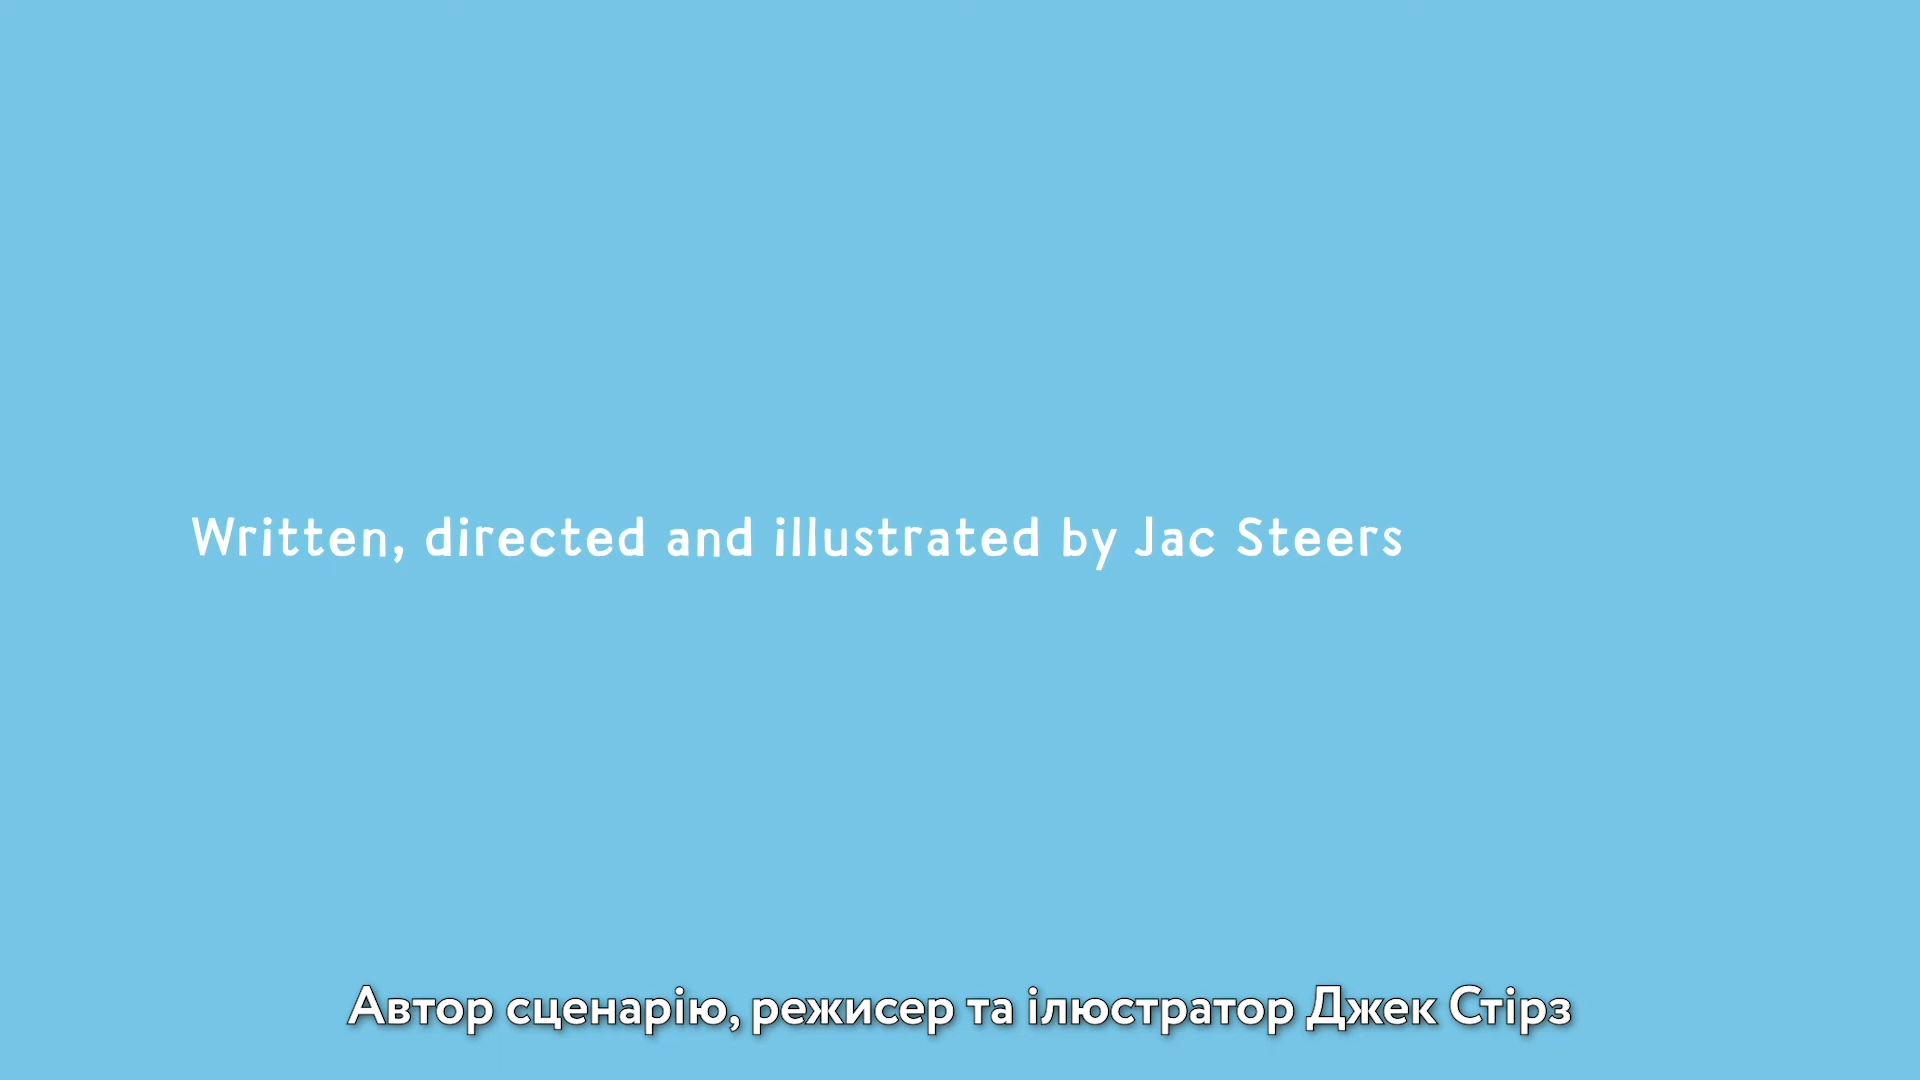 Written, directed and illustrated by Jac Steers
Автор сценарію, режисер та ілюстратор Джек Стірз